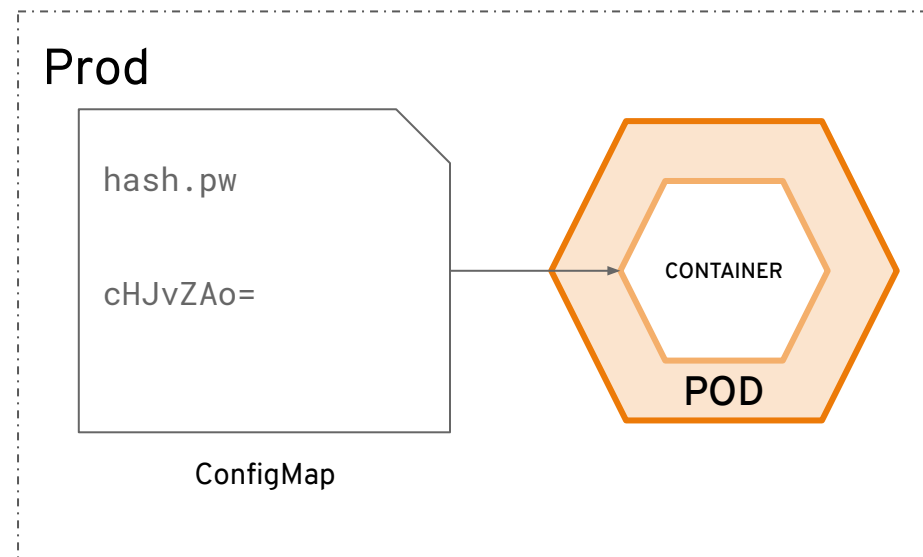 Prod
hash.pw
cHJvZAo=
CONTAINER
POD
ConfigMap